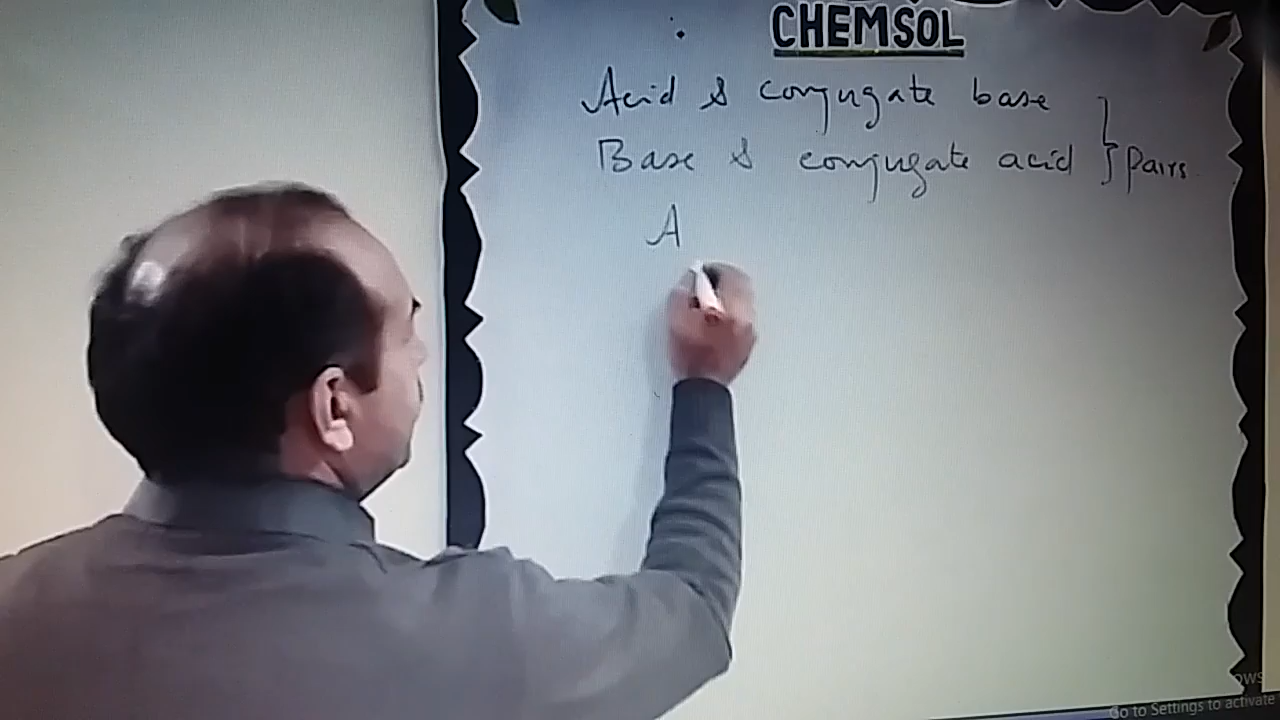 CHEMSOL
Acid & conjugate base
Base & conjugate acid } Pairs
A
Go to Settings to activate